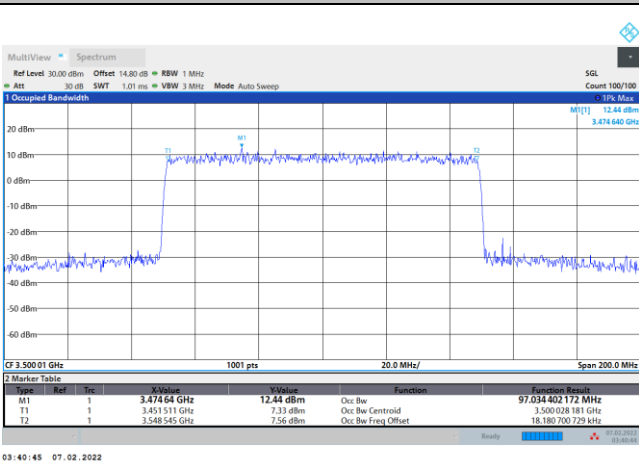 MultiView Spectrum
Ref Level 30.00 dBm Offset 14.80 dB RBW 1 MHz SGL
Att 30 dB SWT 1.01 ms VBW 3 MHz Mode Auto Sweep Count 100/100
1 Occupied Bandwidth 1Pk Max
M1[1] 12.44 dBm
3.474 640 GHz
20 dBm
M1
T1 T2
10 dBm
0 dBm
-10 dBm
-20 dBm
-30 dBm
-40 dBm
-50 dBm
-60 dBm
CF 3.500 01 GHz 1001 pts 20.0 MHz/ Span 200.0 MHz
2 Marker Table
Type Ref Trc X-Value Y-Value Function Function Result
M1 1 3.474 64 GHz 12.44 dBm Occ Bw 97.034 402 172 MHz
T1 1 3.451 511 GHz 7.33 dBm Occ Bw Centroid 3.500 028 181 GHz
T2 1 3.548 545 GHz 7.56 dBm Occ Bw Freq Offset 18.180 700 729 kHz
Ready 07.02.2022
03:40:44
03:40:45 07.02.2022